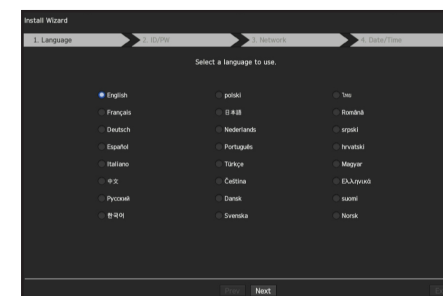 Install Wizard
1. Language 2. ID/PW 3. Network 4. Date/Time
Select a language to use.
English polski ไทย
Français 日本語 Română
Deutsch Nederlands srpski
Español Português hrvatski
Italiano Türkçe Magyar
中文 Čeština Ελληνικά
Русский Dansk suomi
한국어 Svenska Norsk
Prev Next